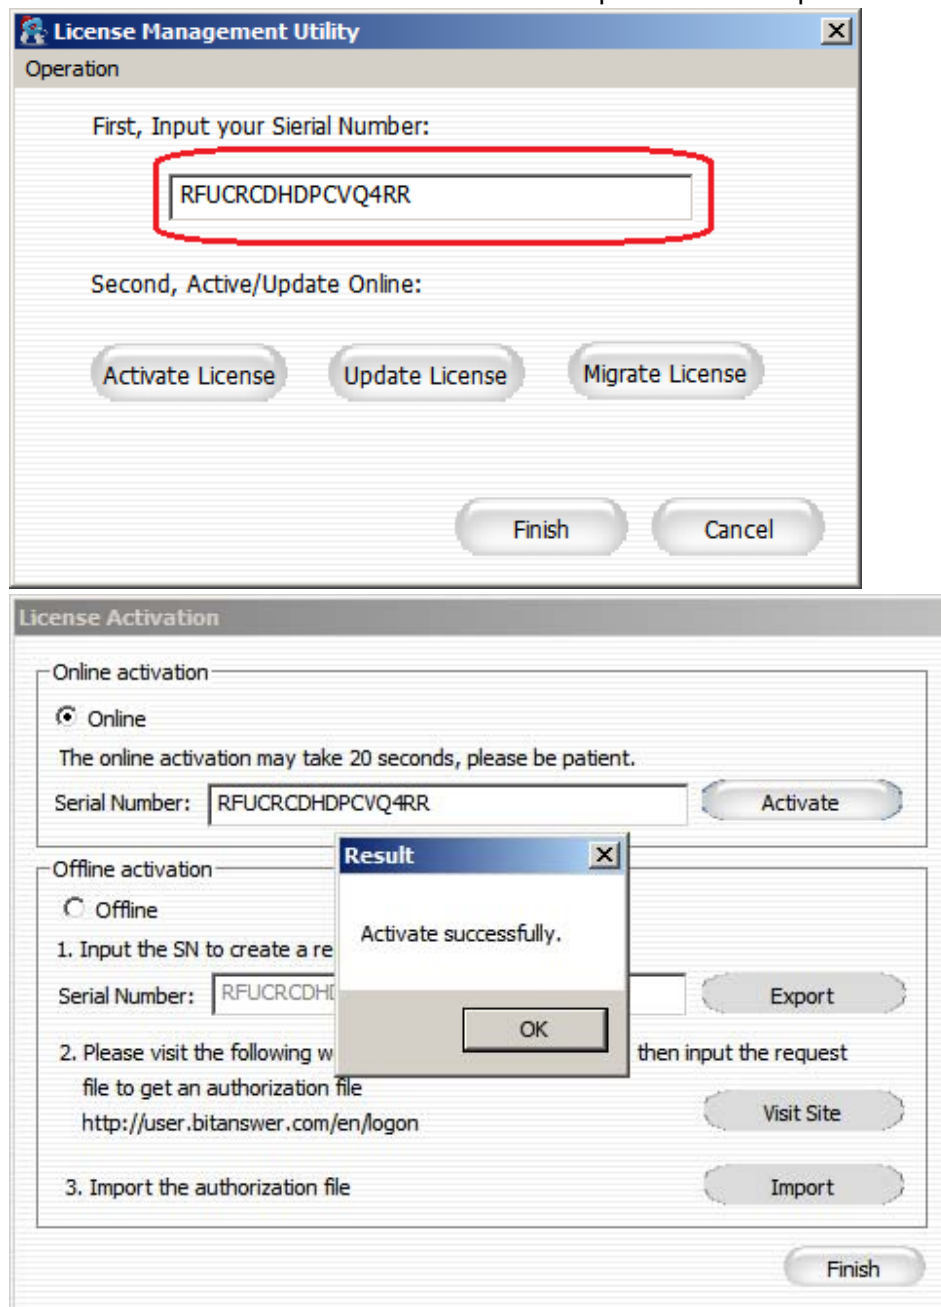 License Management Utility
Operation
First, Input your Sierial Number:
RFUCRCDHDPCVQ4RR
Second, Active/Update Online:
Activate License Update License Migrate License
Finish Cancel
License Activation
Online activation
Online
The online activation may take 20 seconds, please be patient.
Serial Number: RFUCRCDHDPCVQ4RR Activate
Offline activation
Result
Offline
Activate successfully.
1. Input the SN to create a re
Serial Number: RFUCRCDH Export
OK
2. Please visit the following w then input the request
file to get an authorization file
http://user.bitanswer.com/en/logon
Visit Site
3. Import the authorization file Import
Finish